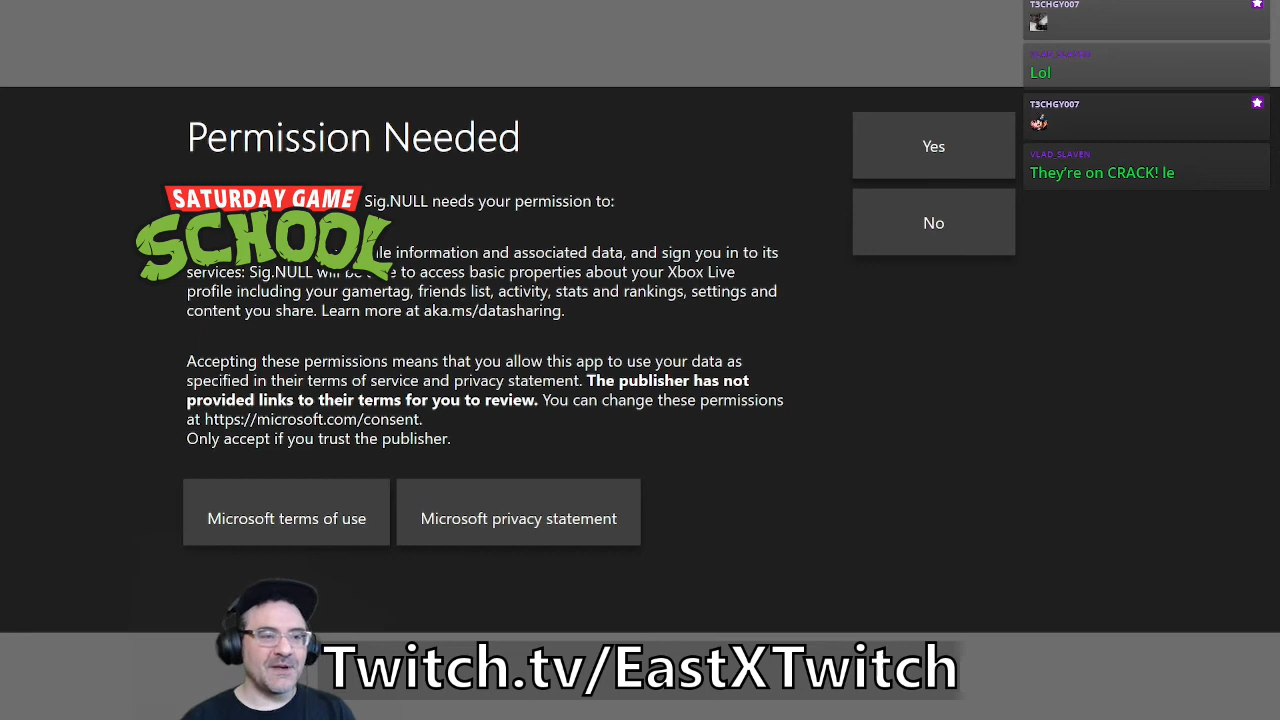 T3CHGY007
Lol
T3CHGY007
VLAD_SLAVEN
They're on CRACK! le
Permission Needed
Yes
No
SATURDAY GAME
SCHOOL
Sig.NULL needs your permission to:
information and associated data, and sign you in to its
services: Sig.NULL will be to access basic properties about your Xbox Live
profile including your gamertag, friends list, activity, stats and rankings, settings and
content you share. Learn more at aka.ms/datasharing.
Accepting these permissions means that you allow this app to use your data as
specified in their terms of service and privacy statement. The publisher has not
provided links to their terms for you to review. You can change these permissions
at https://microsoft.com/consent.
Only accept if you trust the publisher.
Microsoft terms of use
Microsoft privacy statement
Twitch.tv/EastXTwitch